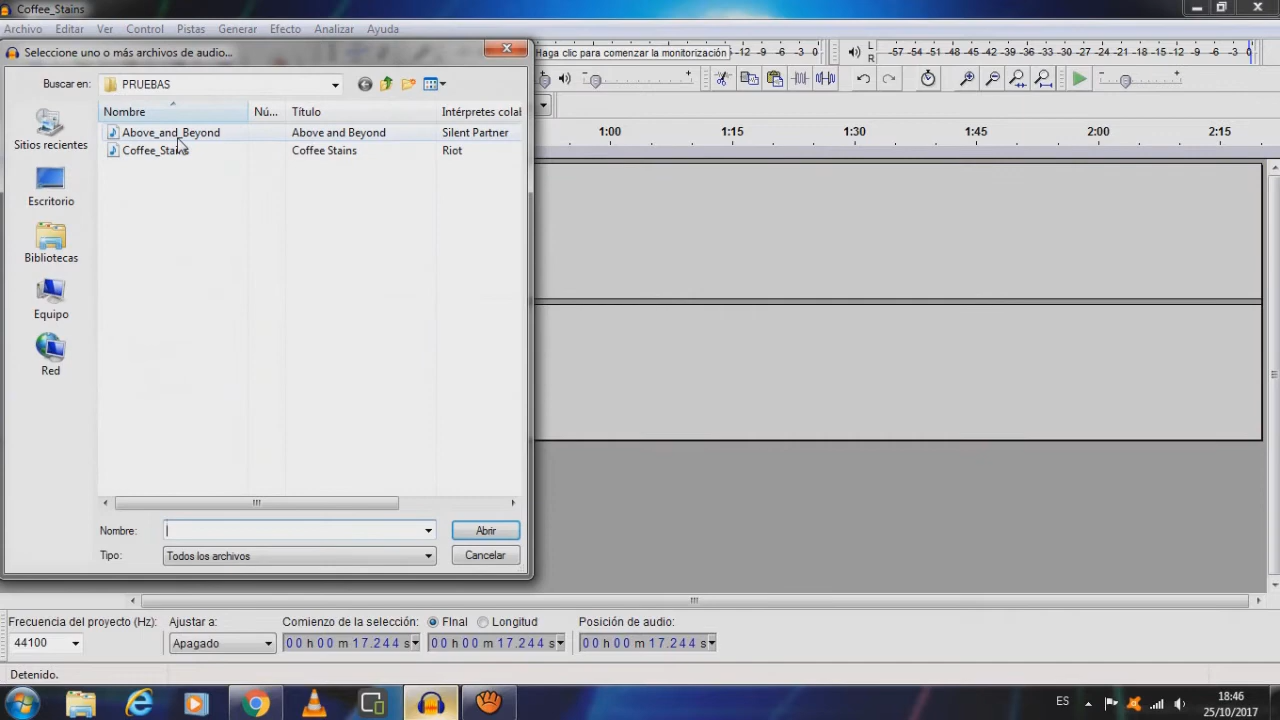 Coffee_Stains
Archivo Editar Ver Control Pistas Generar Efecto Analizar Ayuda
Seleccione uno o más archivos de audio...
Haga clic para comenzar la monitorización
-12 -9 -6 -3 0
L
R
-57 -54 -51 -48 -45 -42 -39 -36 -33 -30 -27 -24 -21 -18 -15 -12 -9 -6 -3 0
Buscar en: PRUEBAS
Nombre Nú... Título Intérpretes colal
Above_and_Beyond Above and Beyond Silent Partner
Coffee_Stains Coffee Stains Riot
Sitios recientes
Escritorio
Bibliotecas
Equipo
Red
1:00 1:15 1:30 1:45 2:00 2:15
Nombre: Abrir
Tipo: Todos los archivos Cancelar
Frecuencia del proyecto (Hz): Ajustar a: Comienzo de la selección: FInal Longitud Posición de audio:
44100 Apagado 00 h 00 m 17.244 s 00 h 00 m 17.244 s 00 h 00 m 17.244 s
Detenido.
ES
18:46
25/10/2017